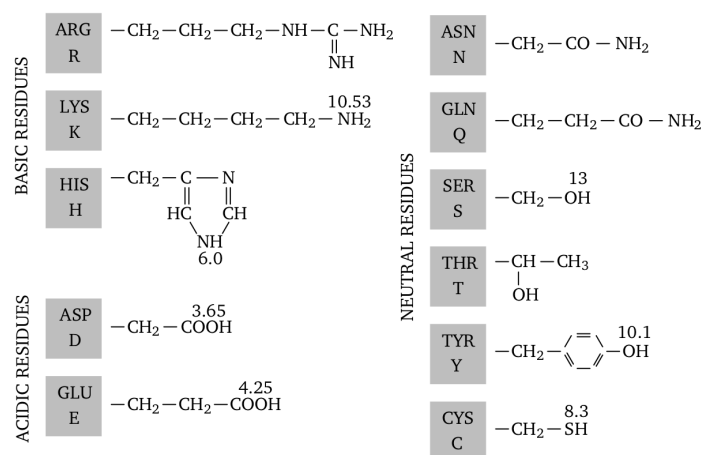 BASIC RESIDUES
ARG
R
−CH₂−CH₂−CH₂−NH−C−NH₂
NH
LYS
K
10.53
−CH₂−CH₂−CH₂−CH₂−NH₂
HIS
H
−CH₂−C−N
HC CH
NH
6.0
ACIDIC RESIDUES
ASP
D
3.65
−CH₂−COOH
GLU
E
4.25
−CH₂−CH₂−COOH
NEUTRAL RESIDUES
ASN
N
−CH₂−CO−NH₂
GLN
Q
−CH₂−CH₂−CO−NH₂
SER
S
13
−CH₂−OH
THR
T
−CH−CH₃
OH
TYR
Y
10.1
−CH₂− −OH
CYS
C
8.3
−CH₂−SH